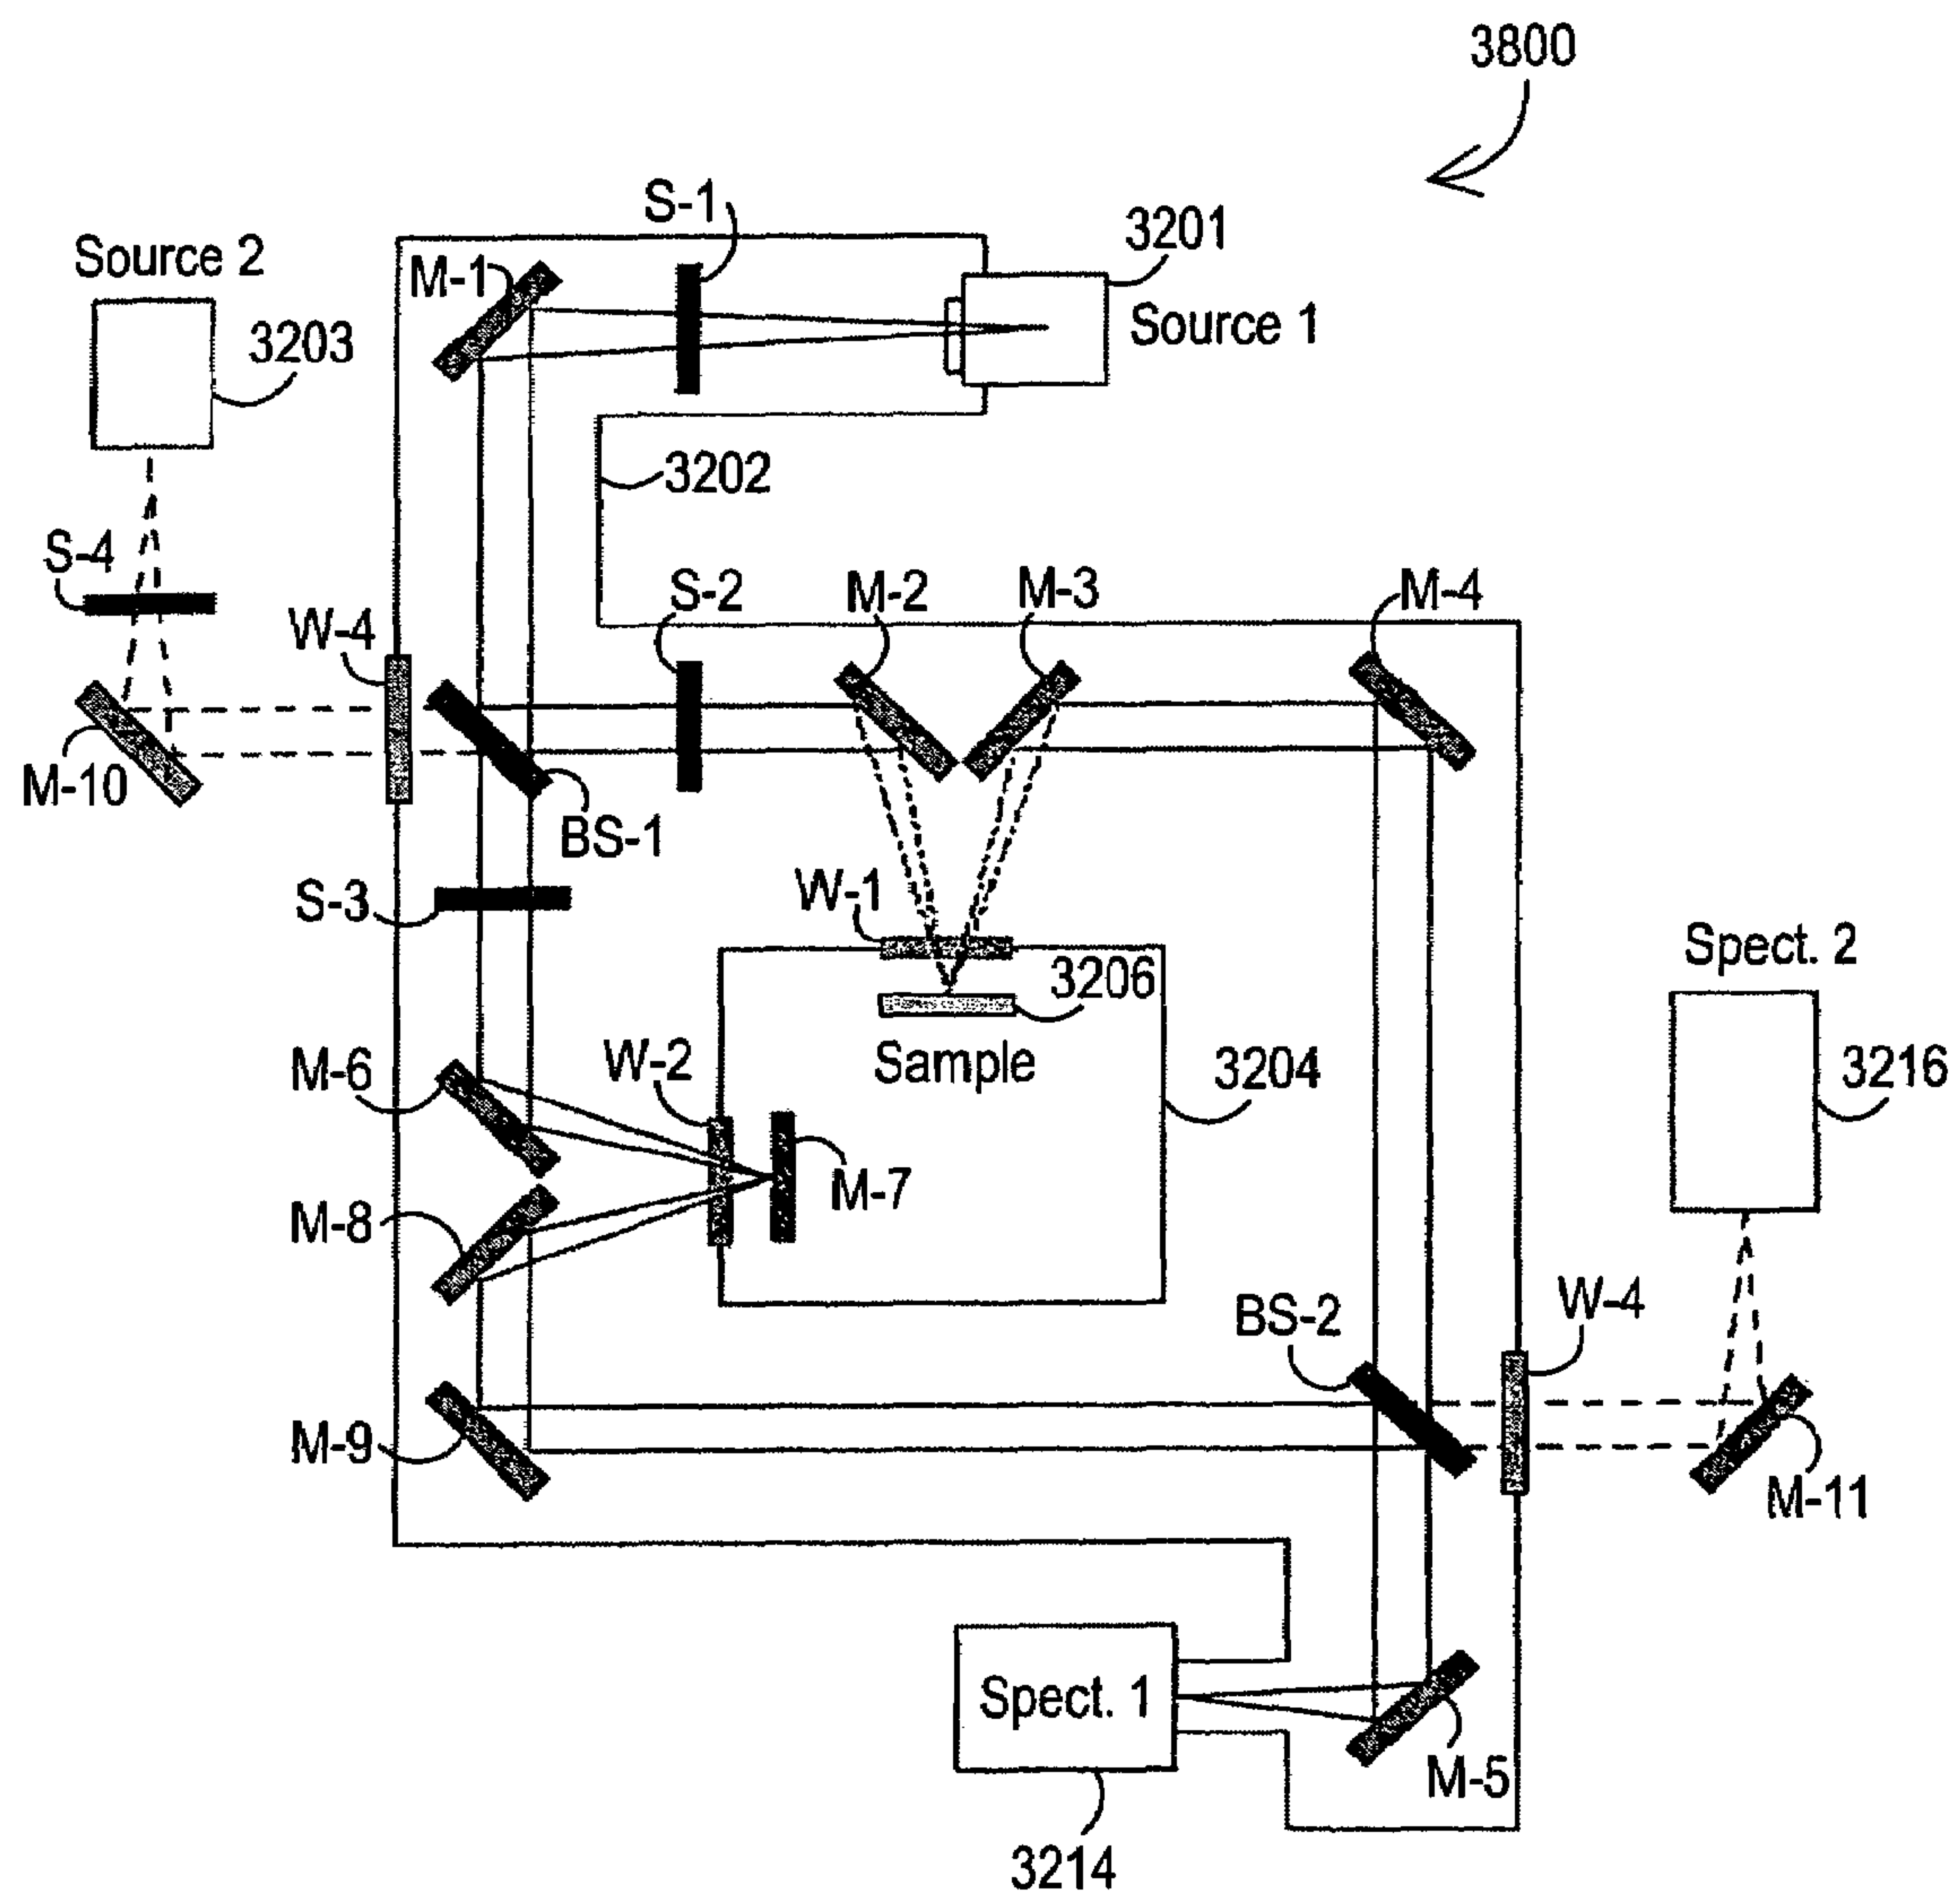 3800
S-1
3201
Source 2
M-1
Source 1
3203
3202
S-4
S-2
M-2
M-3
M-4
W-4
M-10
BS-1
W-1
S-3
3206
Spect. 2
M-6
W-2
Sample
3204
3216
M-7
M-8
BS-2
W-4
M-9
M-11
Spect. 1
M-5
3214